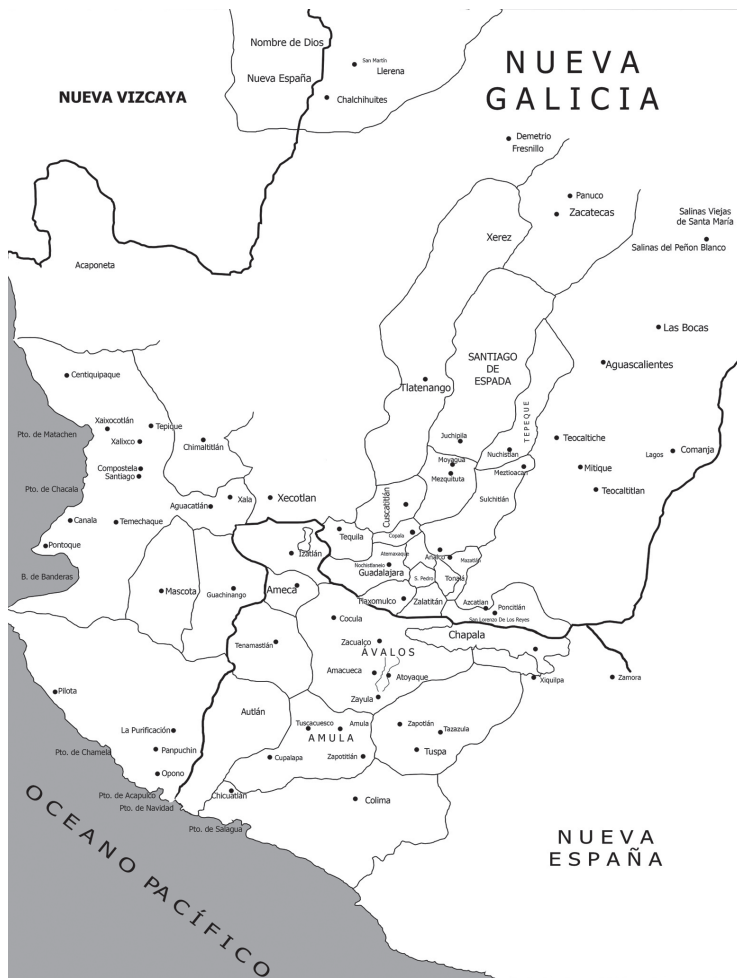 Nombre de Dios
San Martín
Llerena
Nueva España
Chalchihuites
NUEVA VIZCAYA
NUEVA
GALICIA
Demetrio
Fresnillo
Panuco
Zacatecas
Salinas Viejas
de Santa María
Salinas del Peñon Blanco
Xerez
Acaponeta
Las Bocas
Aguascalientes
SANTIAGO
DE
ESPADA
Tlatenango
TEPEQUE
Centiquipaque
Xaixocotlán
Tepique
Pto. de Matachen
Xalixco
Chimaltitlán
Juchipila
Nuchistlan
Teocaltiche
Lagos
Comanja
Moyagua
Mezquituta
Meztioacan
Mitique
Teocaltitlan
Compostela
Santiago
Pto. de Chacala
Aguacatlán
Xala
Xecotlan
Cuscatitlán
Sulchitlán
Canala
Temechaque
Pontoque
Tequila
Copala
Izatlán
Atemaxaque
Analco
Mazatlán
Nochistlanejo
Guadalajara
S. Pedro
Tonalá
B. de Banderas
Mascota
Guachinango
Ameca
Tlaxomulco
Zalatitán
Azcatlan
Poncitlán
San Lorenzo De Los Reyes
Cocula
Chapala
Tenamastlán
Zacualco
ÁVALOS
Amacueca
Atoyaque
Xiquilpa
Zamora
Zayula
Pilota
Autlán
Tuscacuesco
Amula
AMULA
Zapotlán
Tazazula
La Purificación
Panpuchin
Pto. de Chamela
Cupalapa
Zapotitlán
Tuspa
Opono
Pto. de Acapulco
Pto. de Navidad
Chicuatlán
Colima
Pto. de Salagua
OCEANO PACÍFICO
NUEVA
ESPAÑA